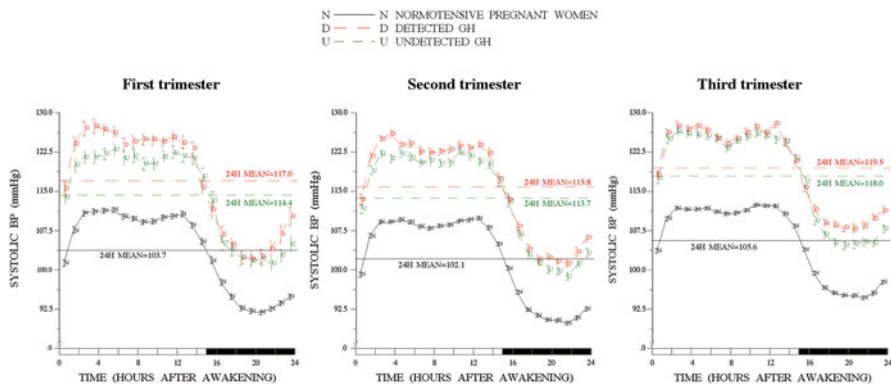 N N NORMOTENSIVE PREGNANT WOMEN
D D DETECTED GH
U U UNDETECTED GH
First trimester
Second trimester
Third trimester
SYSTOLIC BP (mmHg)
130.0
122.5
115.0
107.5
100.0
92.5
.0
24H MEAN=117.0
24H MEAN=114.4
24H MEAN=103.7
0 4 8 12 16 20 24
TIME (HOURS AFTER AWAKENING)
SYSTOLIC BP (mmHg)
130.0
122.5
115.0
107.5
100.0
92.5
.0
24H MEAN=115.8
24H MEAN=113.7
24H MEAN=102.1
0 4 8 12 16 20 24
TIME (HOURS AFTER AWAKENING)
SYSTOLIC BP (mmHg)
130.0
122.5
115.0
107.5
100.0
92.5
.0
24H MEAN=119.5
24H MEAN=118.0
24H MEAN=105.6
0 4 8 12 16 20 24
TIME (HOURS AFTER AWAKENING)